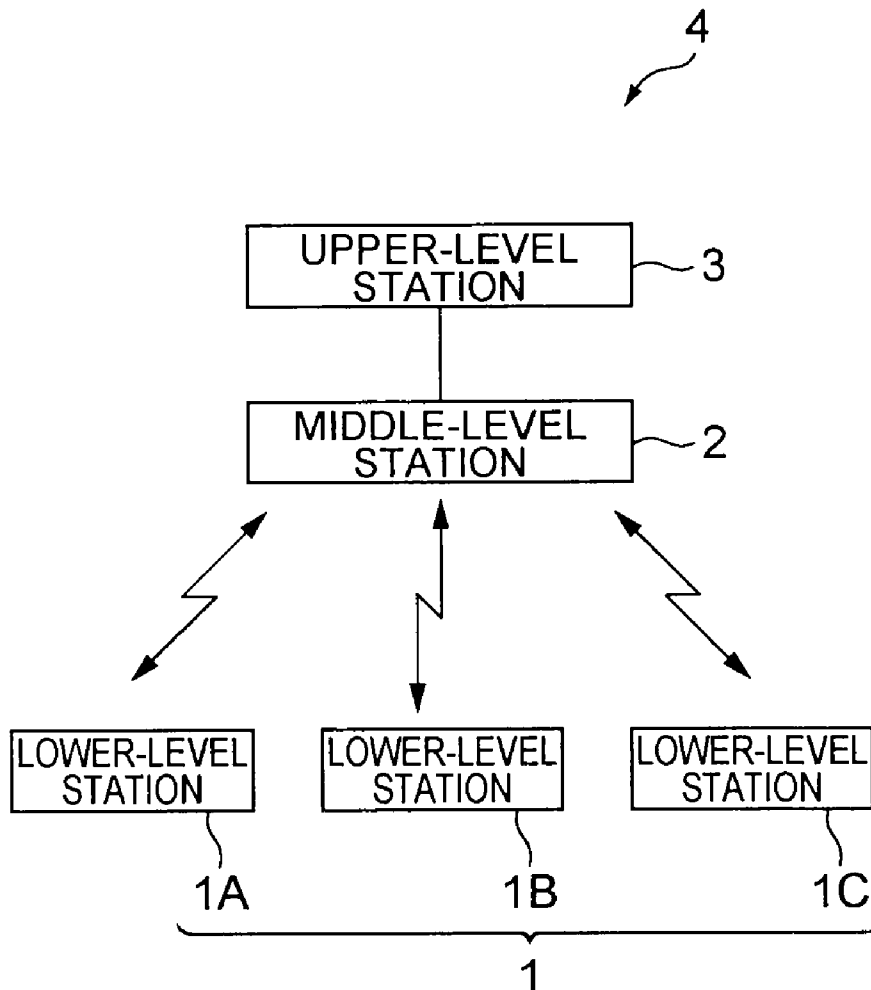 4
UPPER-LEVEL
STATION
3
MIDDLE-LEVEL
STATION
2
LOWER-LEVEL
STATION
LOWER-LEVEL
STATION
LOWER-LEVEL
STATION
1A
1B
1C
1